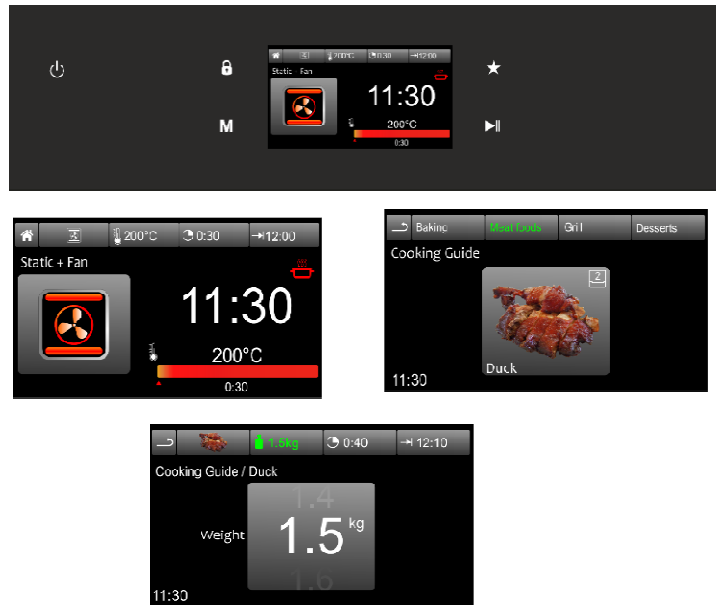 200°C 0:30 12:00
Static + Fan
11:30
M
200°C
0:30
200°C 0:30 12:00
Static + Fan
11:30
200°C
0:30
Baking Meat foods Grill Desserts
Cooking Guide
2
Duck
11:30
1.5kg 0:40 12:10
Cooking Guide / Duck
1.4
Weight 1.5 kg
1.6
11:30